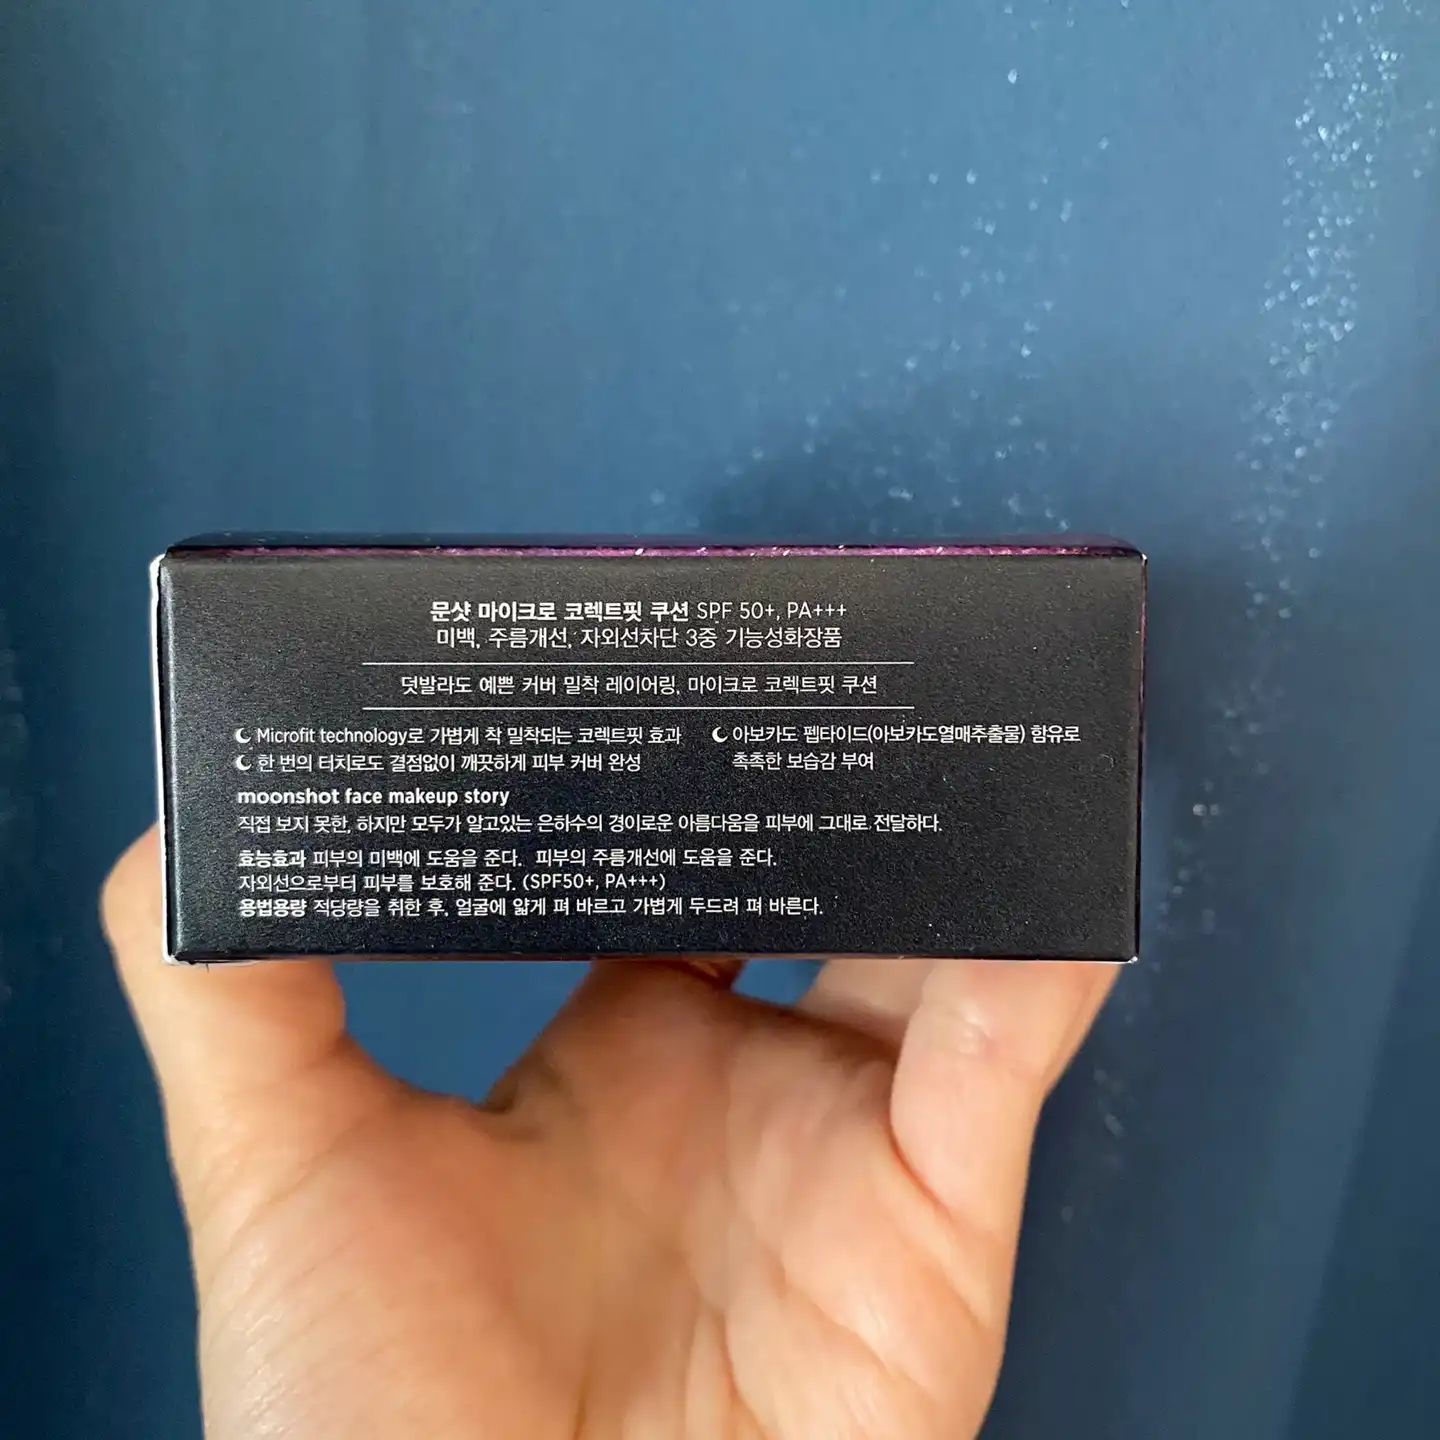 문샷 마이크로 코렉트핏 쿠션 SPF 50+, PA+++
미백, 주름개선, 자외선차단 3중 기능성화장품
덧발라도 예쁜 커버 밀착 레이어링, 마이크로 코렉트핏 쿠션
Microfit technology로 가볍게 착 밀착되는 코렉트핏 효과
한 번의 터치로도 결점없이 깨끗하게 피부 커버 완성
아보카도 펩타이드(아보카도열매추출물) 함유로
촉촉한 보습감 부여
moonshot face makeup story
직접 보지 못한, 하지만 모두가 알고있는 은하수의 경이로운 아름다움을 피부에 그대로 전달하다.
효능효과 피부의 미백에 도움을 준다. 피부의 주름개선에 도움을 준다.
자외선으로부터 피부를 보호해 준다. (SPF50+, PA+++)
용법용량 적당량을 취한 후, 얼굴에 얇게 펴 바르고 가볍게 두드려 펴 바른다.